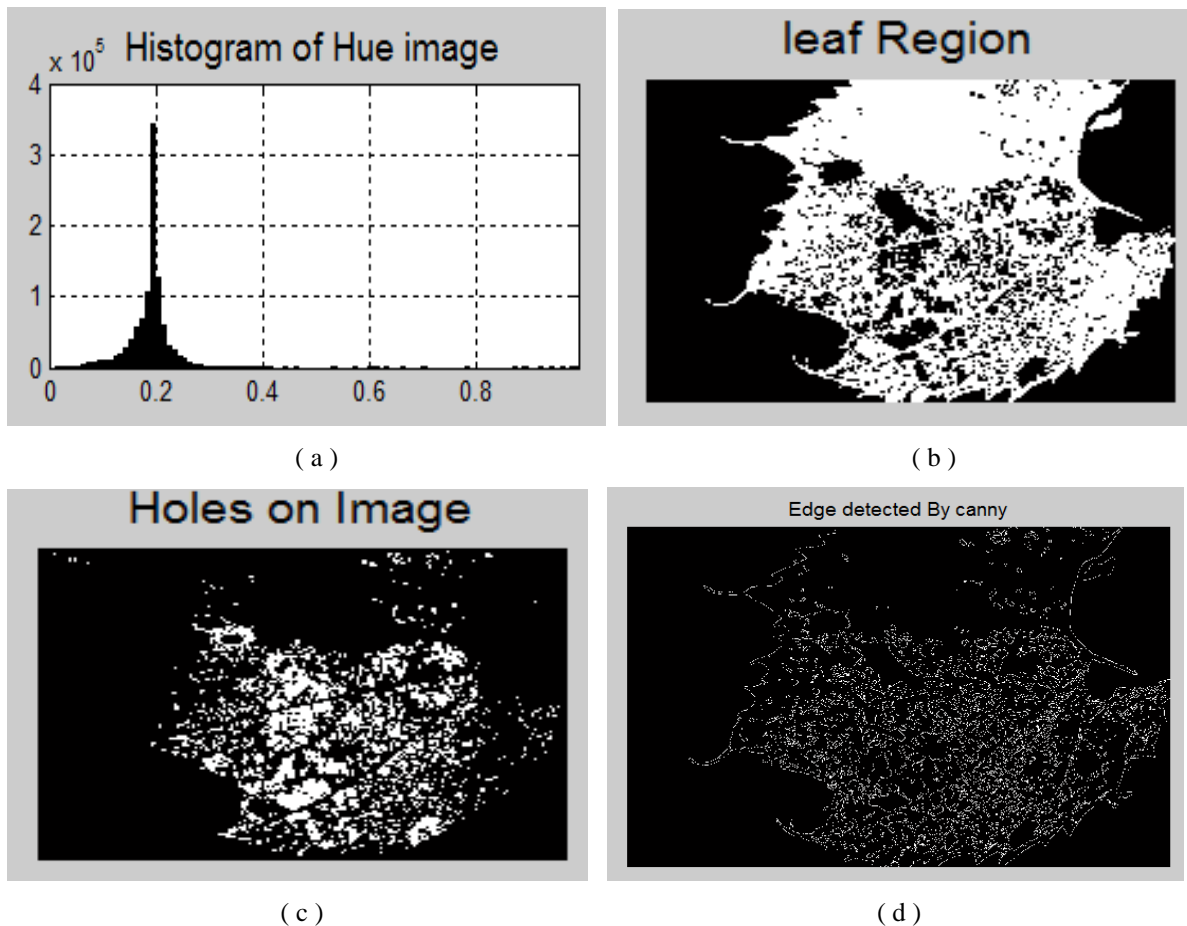 Histogram of Hue image
x 10^5
4
3
2
1
0
0 0.2 0.4 0.6 0.8
( a )
leaf Region
( b )
Holes on Image
( c )
Edge detected By canny
( d )